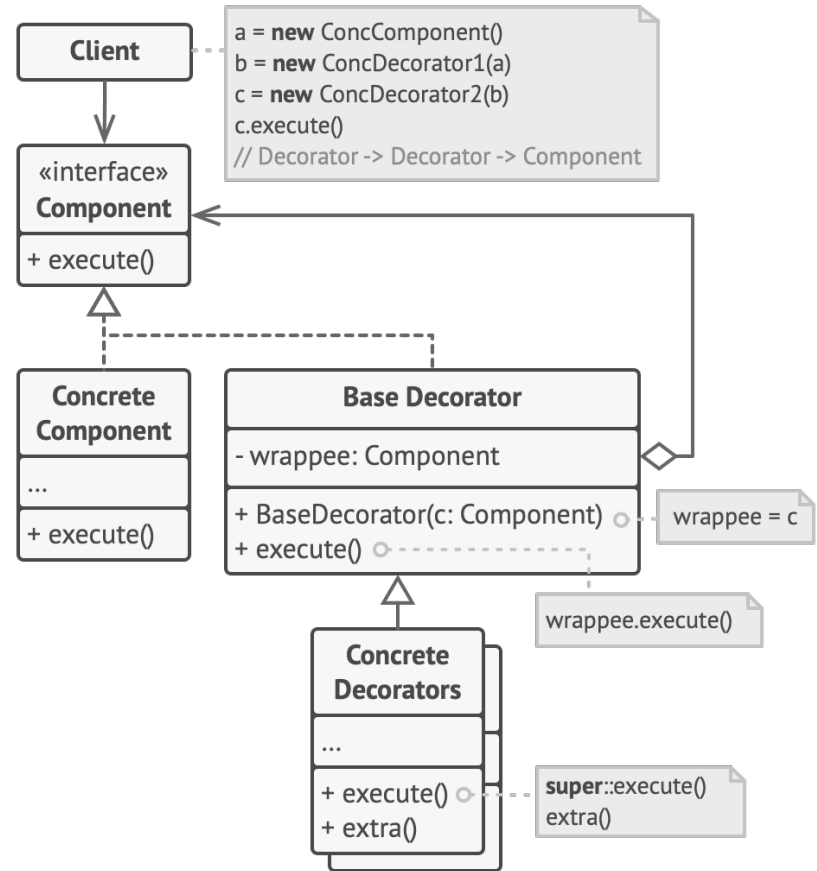 Client
a = new ConcComponent()
b = new ConcDecorator1(a)
c = new ConcDecorator2(b)
c.execute()
// Decorator -> Decorator -> Component
«interface»
Component
+ execute()
Concrete
Component
...
+ execute()
Base Decorator
- wrappee: Component
+ BaseDecorator(c: Component)
+ execute()
wrappee = c
wrappee.execute()
Concrete
Decorators
...
+ execute()
+ extra()
super::execute()
extra()